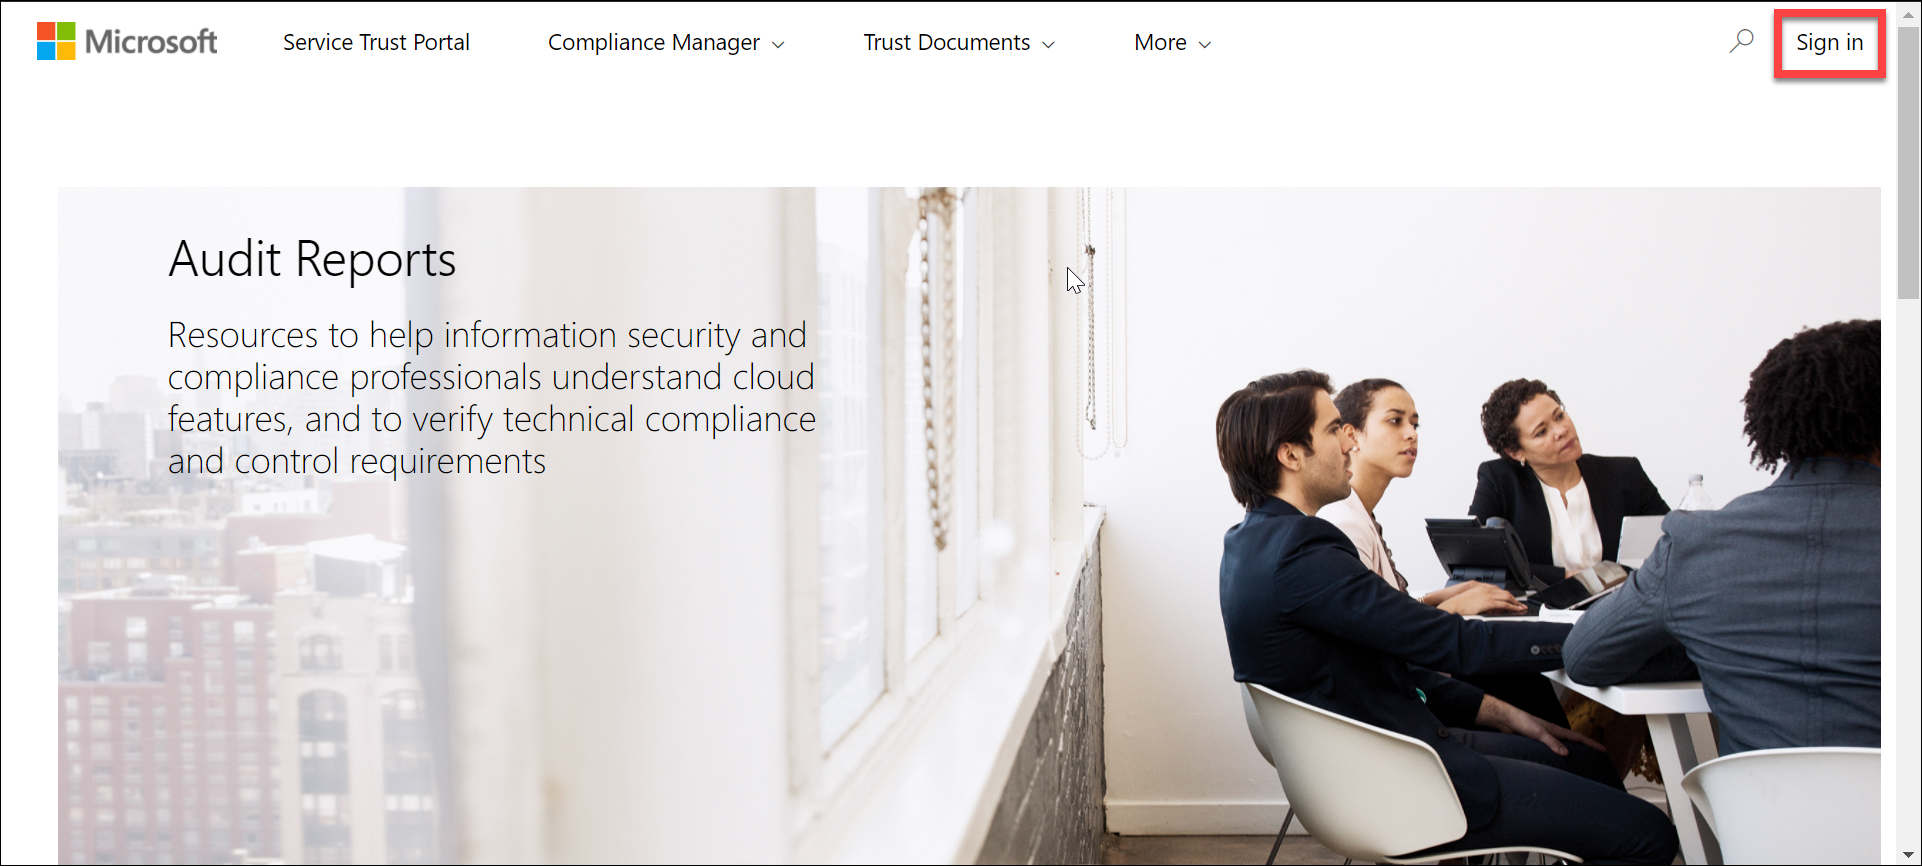 Microsoft
Service Trust Portal
Compliance Manager
Trust Documents
More
Sign in
Audit Reports
Resources to help information security and
compliance professionals understand cloud
features, and to verify technical compliance
and control requirements